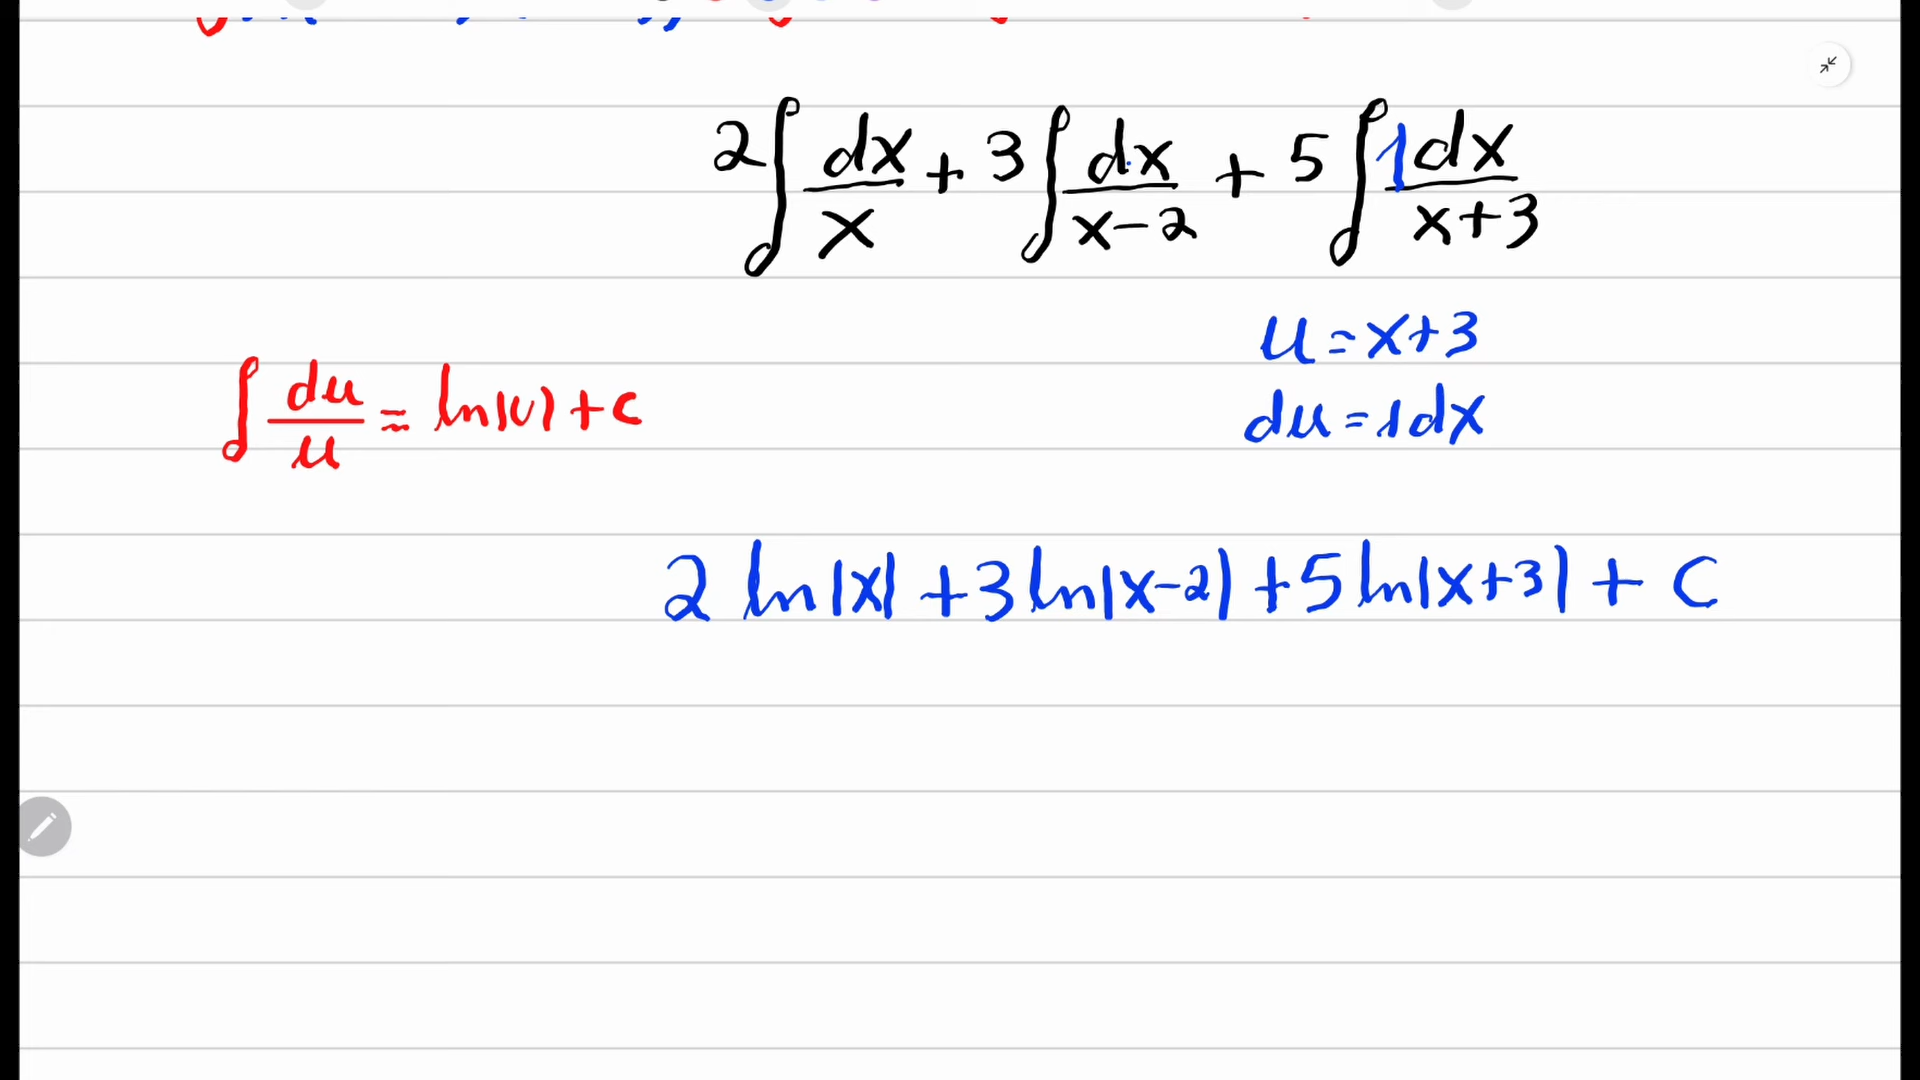 2∫dx/x + 3∫dx/x-2 + 5∫1dx/x+3
u = x+3
∫du/u = ln|u| + c
du = 1dx
2 ln|x| + 3 ln|x-2| + 5 ln|x+3| + C